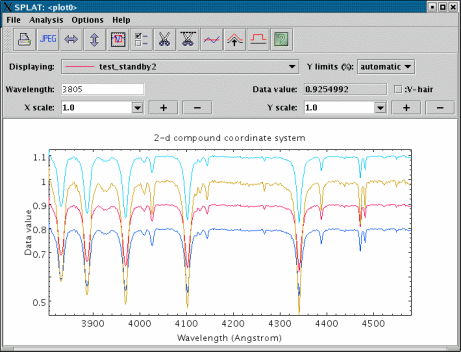 SPLAT: <plot0>
File Analysis Options Help
JPEG
Displaying: test_standby2 Y limits (%): automatic
Wavelength: 3805 Data value: 0.9254992 :V-hair
X scale: 1.0 + − Y scale: 1.0 + −
2-d compound coordinate system
1.1
1
0.9
0.8
0.7
0.5
Data value
3900 4000 4100 4200 4300 4400 4500
Wavelength (Angstrom)